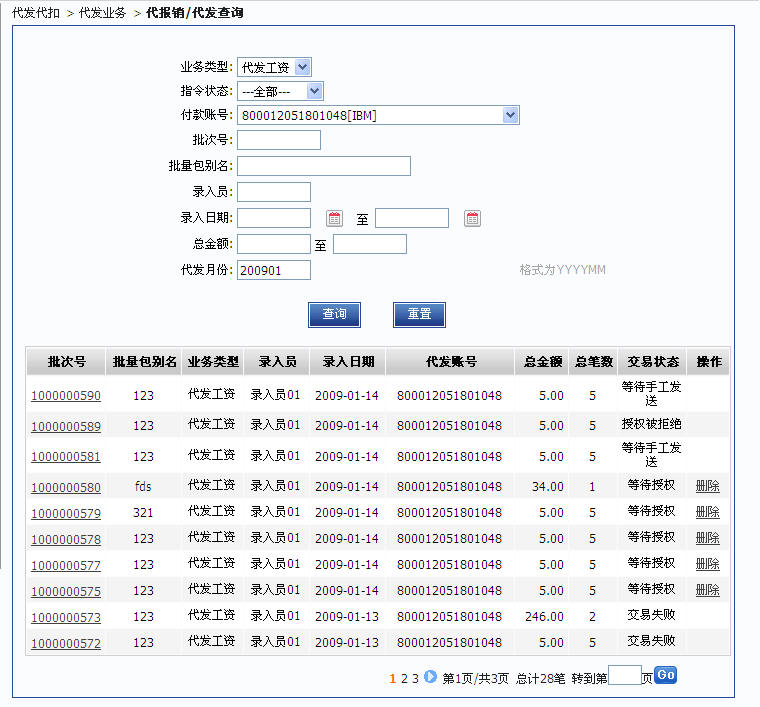 代发代扣 > 代发业务 > 代报销/代发查询
业务类型: 代发工资
指令状态: ---全部---
付款账号: 800012051801048[IBM]
批次号:
批量包别名:
录入员:
录入日期: 至
总金额: 至
代发月份: 200901 格式为YYYYMM
查询 重置
批次号 批量包别名 业务类型 录入员 录入日期 代发账号 总金额 总笔数 交易状态 操作
1000000590 123 代发工资 录入员01 2009-01-14 800012051801048 5.00 5 等待手工发送
1000000589 123 代发工资 录入员01 2009-01-14 800012051801048 5.00 5 授权被拒绝
1000000581 123 代发工资 录入员01 2009-01-14 800012051801048 5.00 5 等待手工发送
1000000580 fds 代发工资 录入员01 2009-01-14 800012051801048 34.00 1 等待授权 删除
1000000579 321 代发工资 录入员01 2009-01-14 800012051801048 5.00 5 等待授权 删除
1000000578 123 代发工资 录入员01 2009-01-14 800012051801048 5.00 5 等待授权 删除
1000000577 123 代发工资 录入员01 2009-01-14 800012051801048 5.00 5 等待授权 删除
1000000575 123 代发工资 录入员01 2009-01-14 800012051801048 5.00 5 等待授权 删除
1000000573 123 代发工资 录入员01 2009-01-13 800012051801048 246.00 2 交易失败
1000000572 123 代发工资 录入员01 2009-01-13 800012051801048 5.00 5 交易失败
1 2 3 第1页/共3页 总计28笔 转到第 页 Go